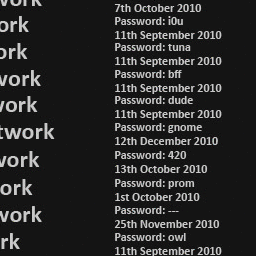 work
7th October 2010
ork
Password: i0u
11th September 2010
ork
Password: tuna
11th September 2010
work
Password: bff
11th September 2010
work
Password: dude
11th September 2010
twork
Password: gnome
12th December 2010
work
Password: 420
13th October 2010
ork
Password: prom
1st October 2010
work
Password: ---
25th November 2010
rk
Password: owl
11th September 2010